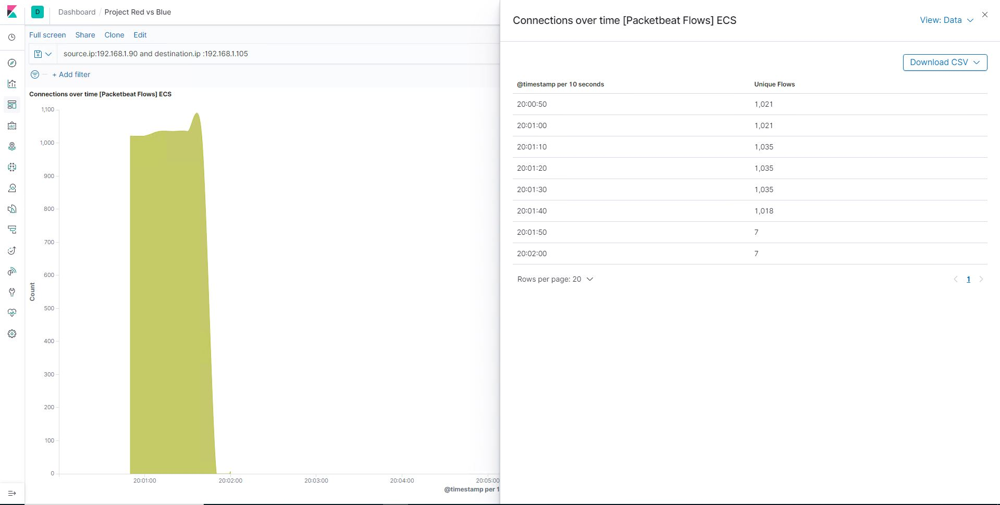 D Dashboard / Project Red vs Blue
Full screen Share Clone Edit
source.ip:192.168.1.90 and destination.ip :192.168.1.105
+ Add filter
Connections over time [Packetbeat Flows] ECS
1,100
1,000
900
800
700
600
500
400
300
200
100
0
Count
20:01:00 20:02:00 20:03:00 20:04:00 20:05:00
@timestamp per 1
Connections over time [Packetbeat Flows] ECS
View: Data
Download CSV
@timestamp per 10 seconds Unique Flows
20:00:50 1,021
20:01:00 1,021
20:01:10 1,035
20:01:20 1,035
20:01:30 1,035
20:01:40 1,018
20:01:50 7
20:02:00 7
Rows per page: 20
1